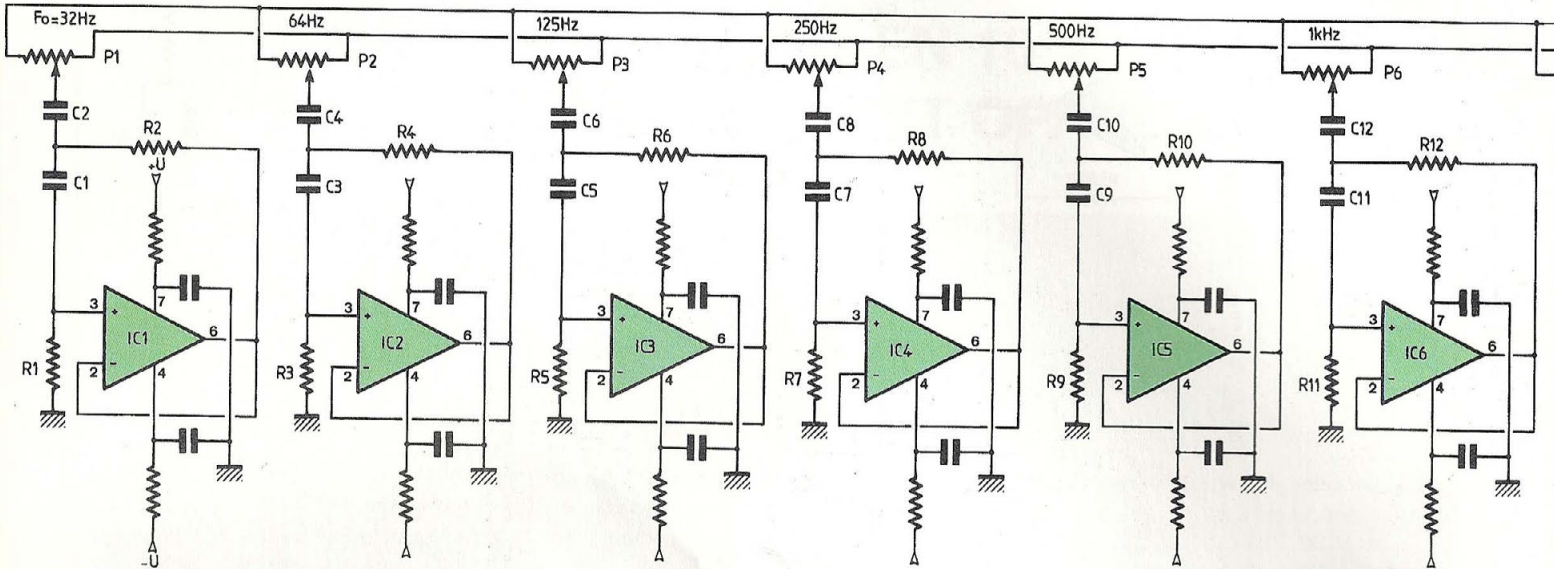 Fo=32Hz
64Hz
125Hz
250Hz
500Hz
1kHz
P1
P2
P3
P4
P5
P6
C2
C4
C6
C8
C10
C12
R2
R4
R6
R8
R10
R12
+U
C1
C3
C5
C7
C9
C11
3
+
7
IC1
6
-
2
4
R1
3
+
7
IC2
6
-
2
4
R3
3
+
7
IC3
6
-
2
4
R5
3
+
7
IC4
6
-
2
4
R7
3
+
7
IC5
6
-
2
4
R9
3
+
7
IC6
6
-
2
4
R11
-U